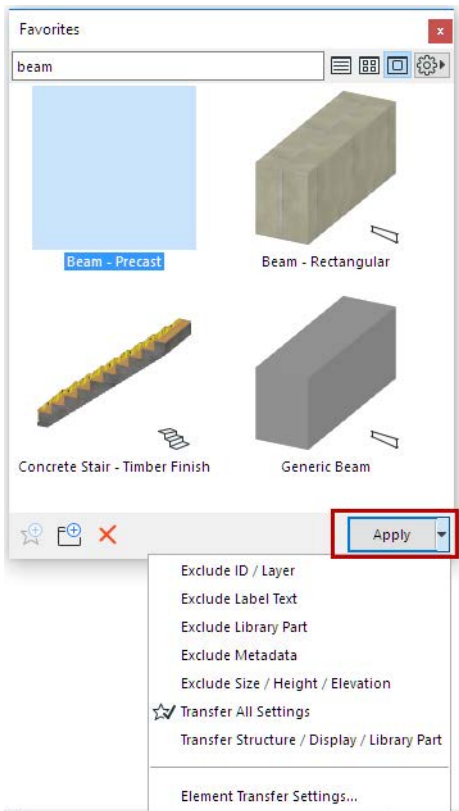 Favorites
x
beam
Beam - Precast
Beam - Rectangular
Concrete Stair - Timber Finish
Generic Beam
Apply
Exclude ID / Layer
Exclude Label Text
Exclude Library Part
Exclude Metadata
Exclude Size / Height / Elevation
Transfer All Settings
Transfer Structure / Display / Library Part
Element Transfer Settings...